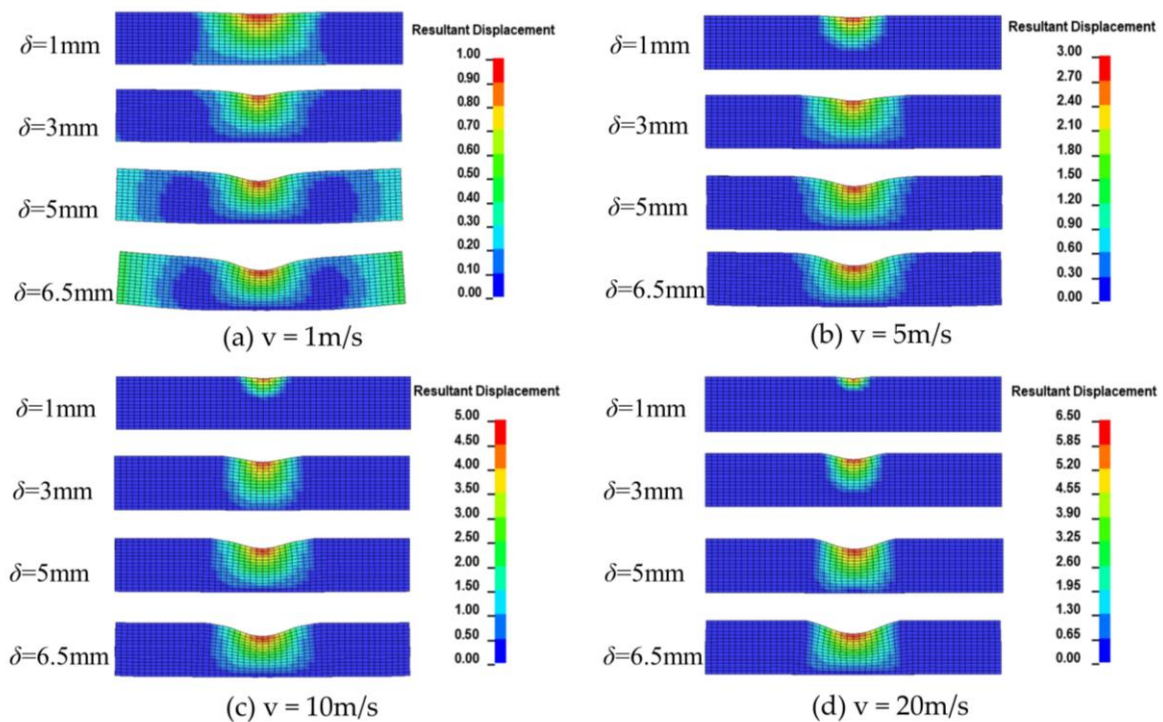 δ=1mm
δ=3mm
δ=5mm
δ=6.5mm
Resultant Displacement
1.00
0.90
0.80
0.70
0.60
0.50
0.40
0.30
0.20
0.10
0.00
(a) v = 1m/s
δ=1mm
δ=3mm
δ=5mm
δ=6.5mm
Resultant Displacement
3.00
2.70
2.40
2.10
1.80
1.50
1.20
0.90
0.60
0.30
0.00
(b) v = 5m/s
δ=1mm
δ=3mm
δ=5mm
δ=6.5mm
Resultant Displacement
5.00
4.50
4.00
3.50
3.00
2.50
2.00
1.50
1.00
0.50
0.00
(c) v = 10m/s
δ=1mm
δ=3mm
δ=5mm
δ=6.5mm
Resultant Displacement
6.50
5.85
5.20
4.55
3.90
3.25
2.60
1.95
1.30
0.65
0.00
(d) v = 20m/s